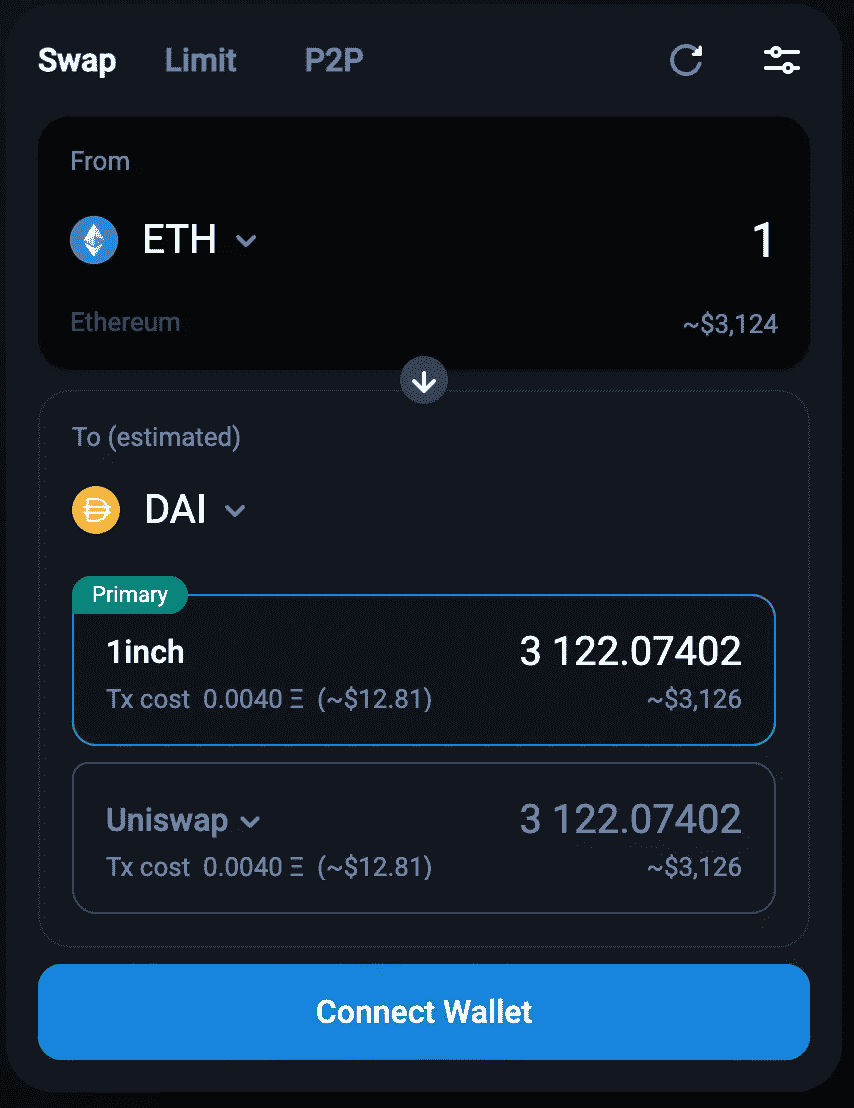 Swap Limit P2P
From
ETH 1
Ethereum ~$3,124
To (estimated)
DAI
Primary
1inch 3 122.07402
Tx cost 0.0040 Ξ (~$12.81) ~$3,126
Uniswap 3 122.07402
Tx cost 0.0040 Ξ (~$12.81) ~$3,126
Connect Wallet